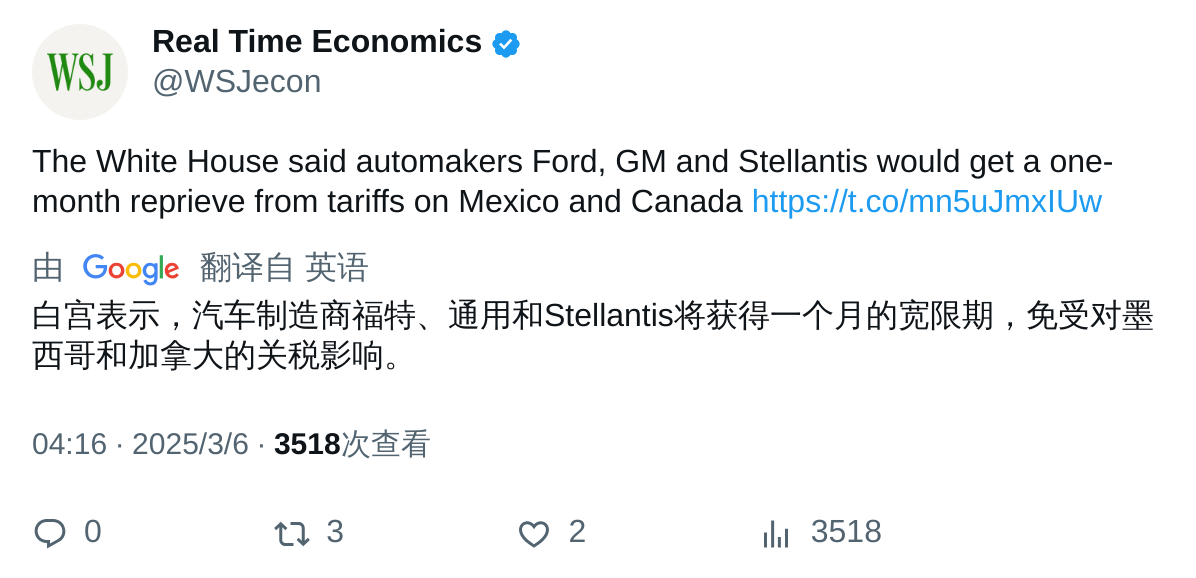 WSJ
Real Time Economics
@WSJecon
The White House said automakers Ford, GM and Stellantis would get a one-
month reprieve from tariffs on Mexico and Canada https://t.co/mn5uJmxIUw
由 Google 翻译自 英语
白宫表示，汽车制造商福特、通用和Stellantis将获得一个月的宽限期，免受对墨
西哥和加拿大的关税影响。
04:16 · 2025/3/6 · 3518次查看
0 3 2 3518